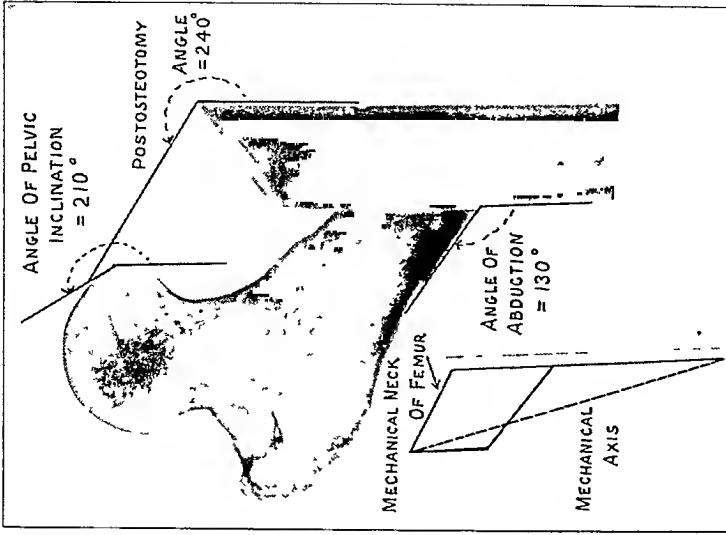 ANGLE OF PELVIC
INCLINATION
= 210°
POSTOSTEOTOMY
ANGLE
= 240°
ANGLE OF
ABDUCTION
= 130°
MECHANICAL NECK
OF FEMUR
MECHANICAL
AXIS